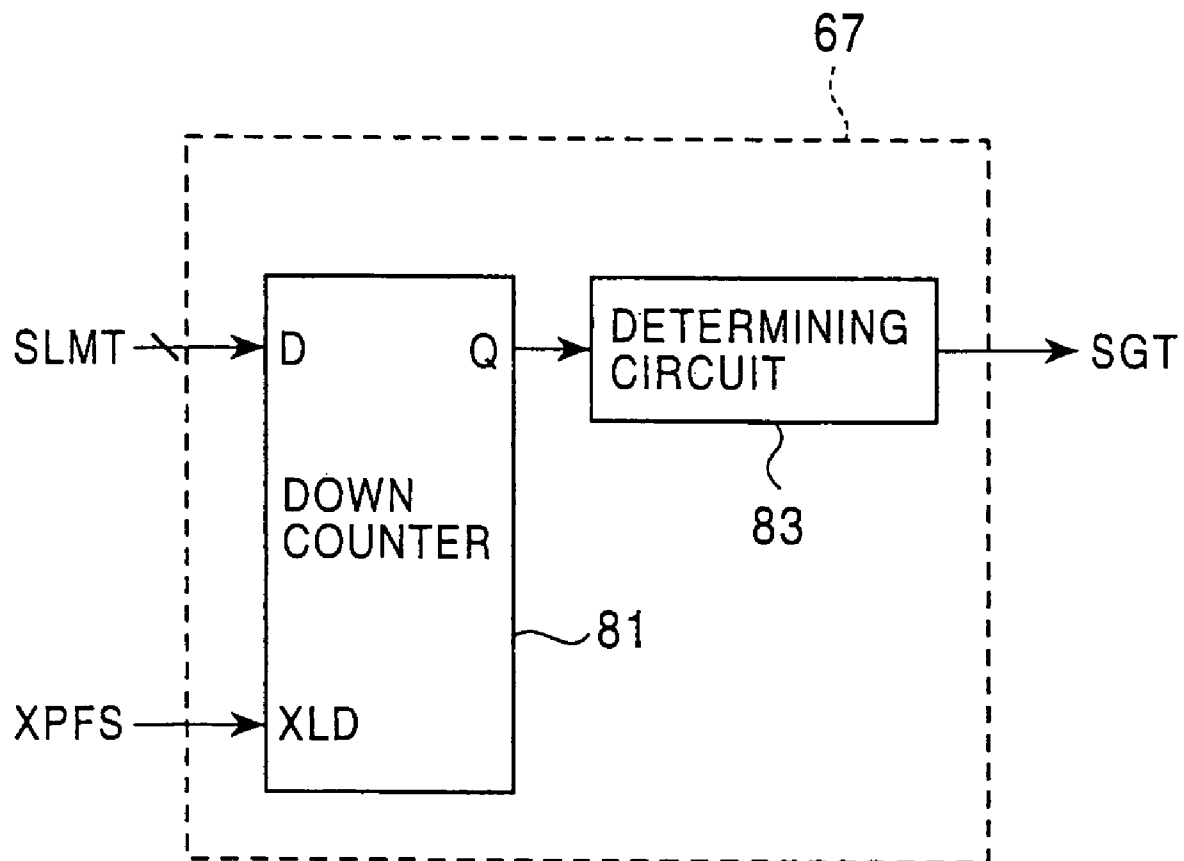 67
SLMT
D
Q
DETERMINING
CIRCUIT
SGT
83
DOWN
COUNTER
81
XPFS
XLD